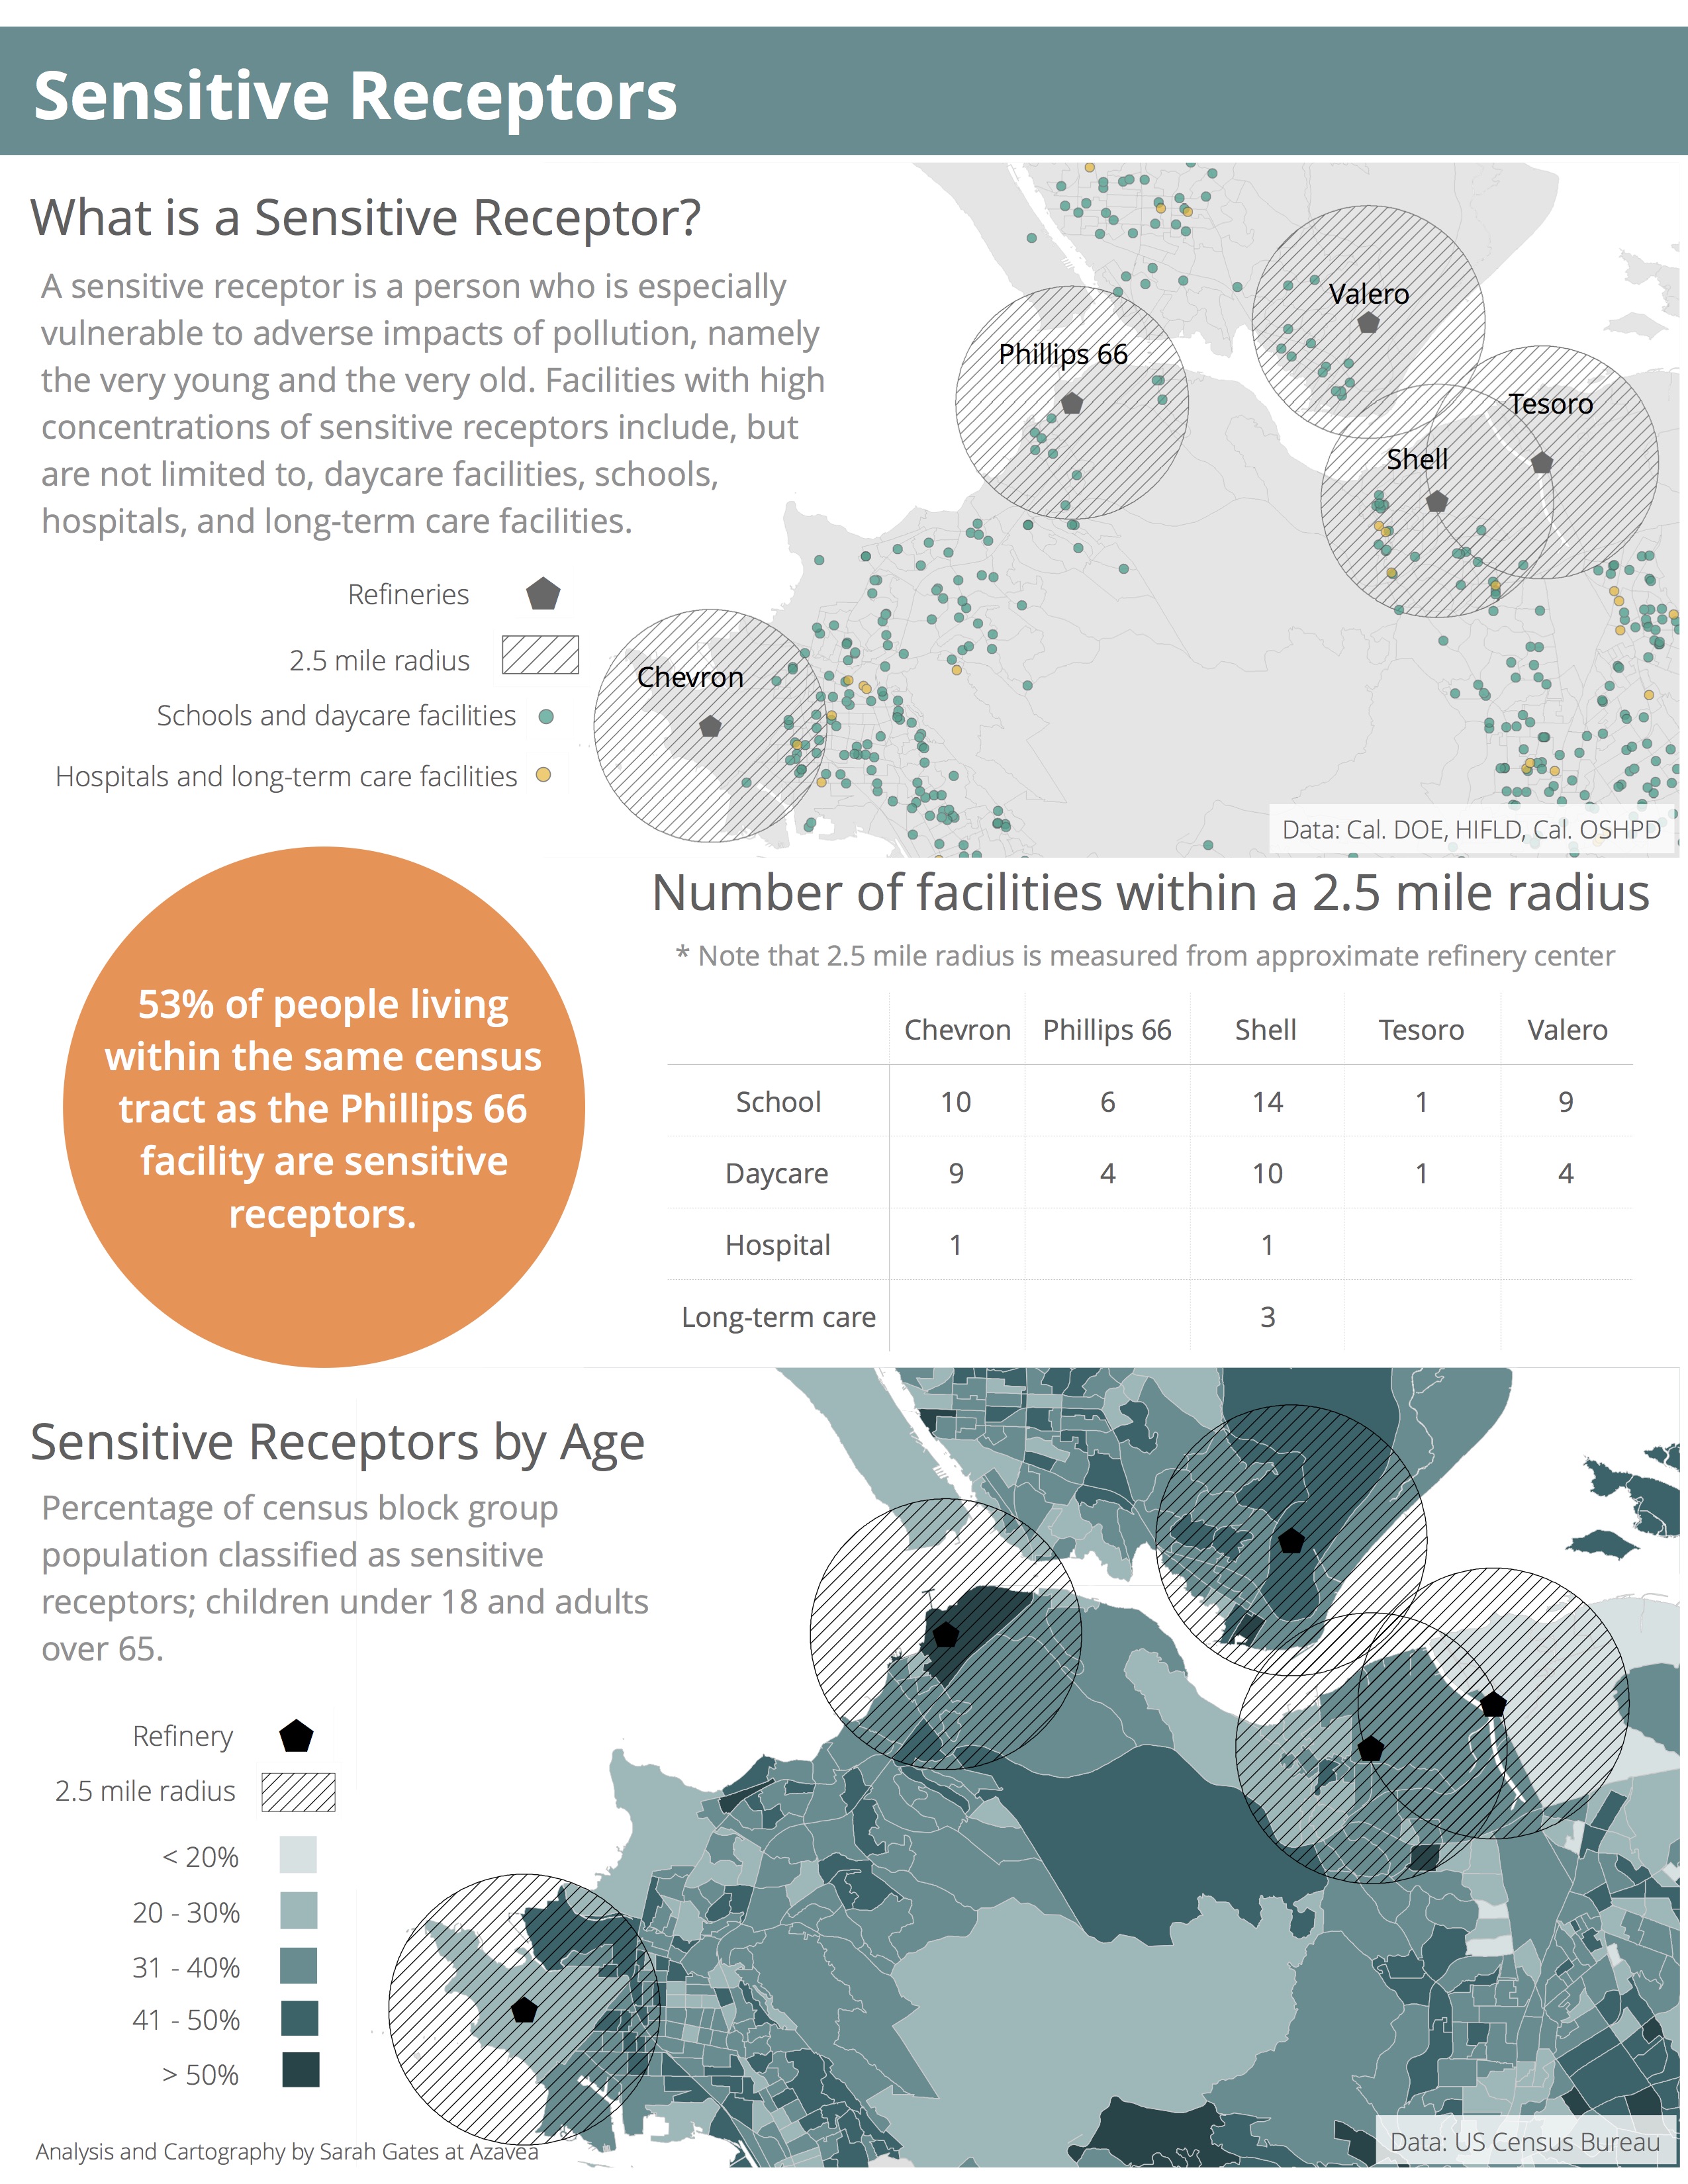 Sensitive Receptors
What is a Sensitive Receptor?
A sensitive receptor is a person who is especially
vulnerable to adverse impacts of pollution, namely
the very young and the very old. Facilities with high
concentrations of sensitive receptors include, but
are not limited to, daycare facilities, schools,
hospitals, and long-term care facilities.
Refineries
2.5 mile radius
Schools and daycare facilities
Hospitals and long-term care facilities
Valero
Phillips 66
Tesoro
Shell
Chevron
Data: Cal. DOE, HIFLD, Cal. OSHPD
53% of people living
within the same census
tract as the Phillips 66
facility are sensitive
receptors.
Number of facilities within a 2.5 mile radius
* Note that 2.5 mile radius is measured from approximate refinery center
Chevron Phillips 66 Shell Tesoro Valero
School 10 6 14 1 9
Daycare 9 4 10 1 4
Hospital 1 1
Long-term care 3
Sensitive Receptors by Age
Percentage of census block group
population classified as sensitive
receptors; children under 18 and adults
over 65.
Refinery
2.5 mile radius
< 20%
20 - 30%
31 - 40%
41 - 50%
> 50%
Analysis and Cartography by Sarah Gates at Azavea
Data: US Census Bureau